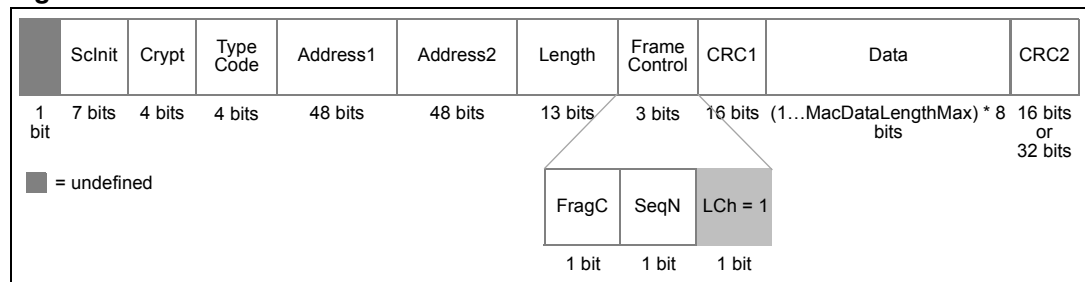 ScInit Crypt Type Code Address1 Address2 Length Frame Control CRC1 Data CRC2
1 bit 7 bits 4 bits 4 bits 48 bits 48 bits 13 bits 3 bits 16 bits (1…MacDataLengthMax) * 8 bits 16 bits or 32 bits
= undefined
FragC SeqN LCh = 1
1 bit 1 bit 1 bit